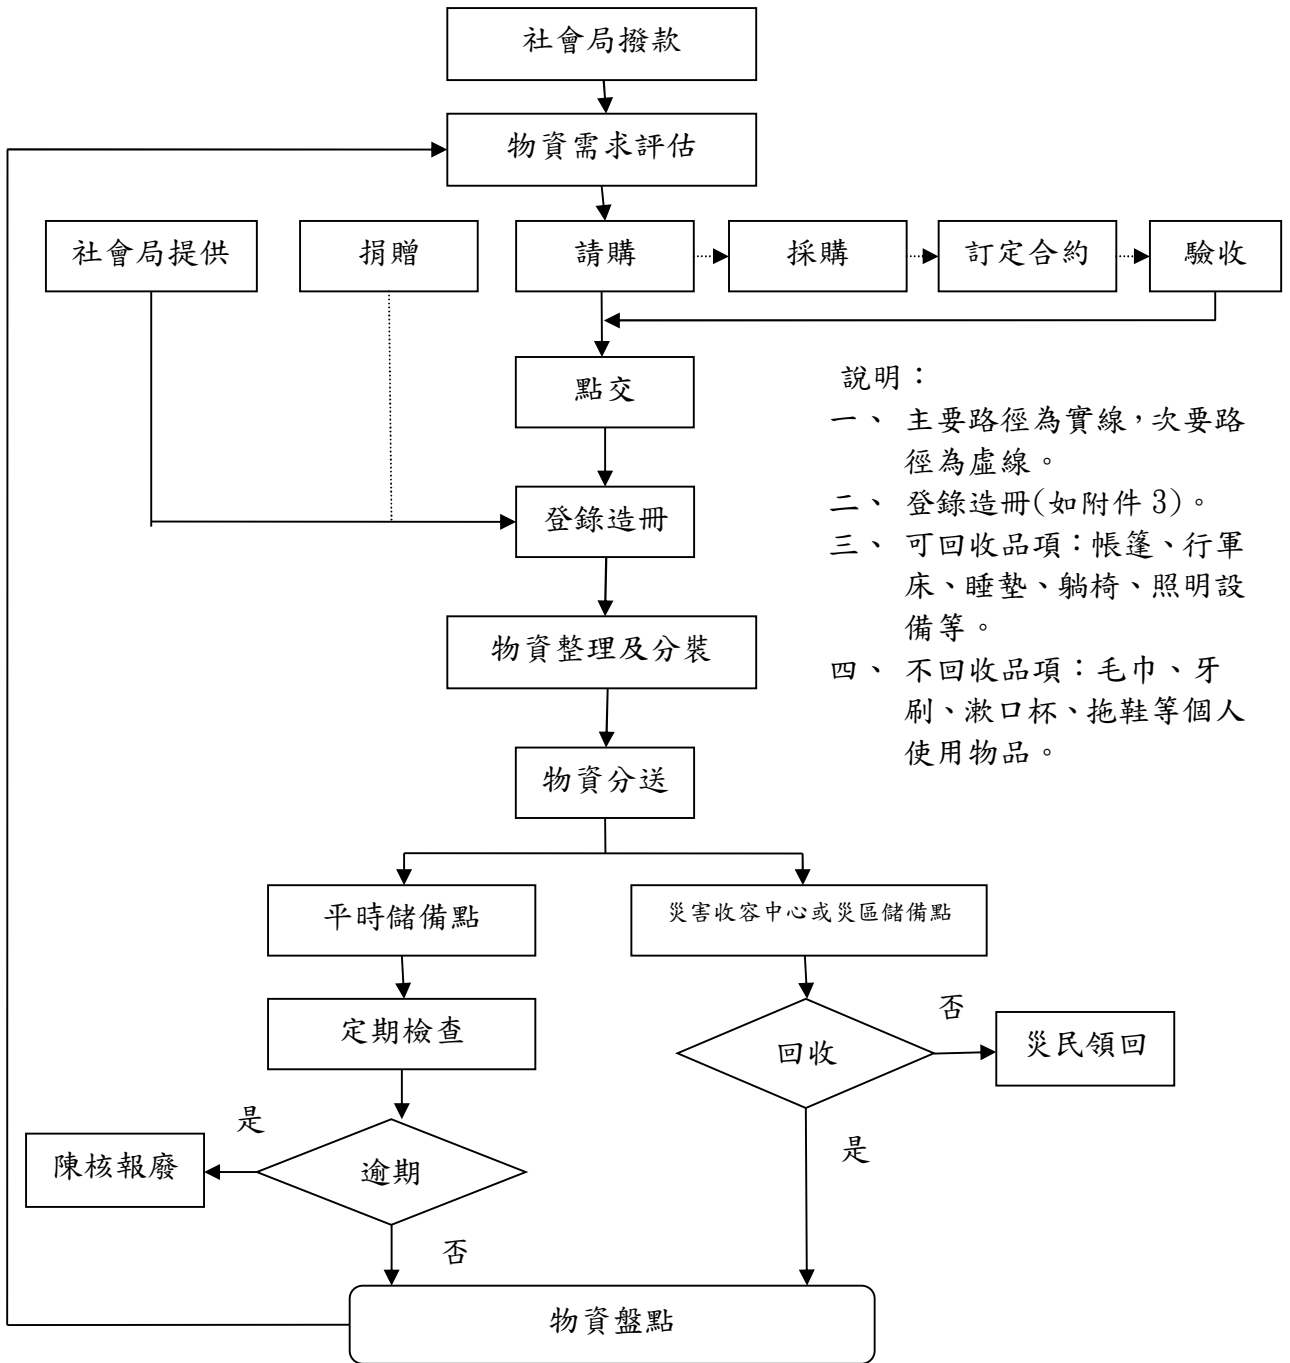 社會局撥款
物資需求評估
社會局提供
捐贈
請購
採購
訂定合約
驗收
點交
說明：
一、 主要路徑為實線，次要路
徑為虛線。
二、 登錄造冊(如附件 3)。
三、 可回收品項：帳篷、行軍
床、睡墊、躺椅、照明設
備等。
四、 不回收品項：毛巾、牙
刷、漱口杯、拖鞋等個人
使用物品。
登錄造冊
物資整理及分裝
物資分送
平時儲備點
災害收容中心或災區儲備點
定期檢查
回收
否
災民領回
是
陳核報廢
逾期
是
否
物資盤點